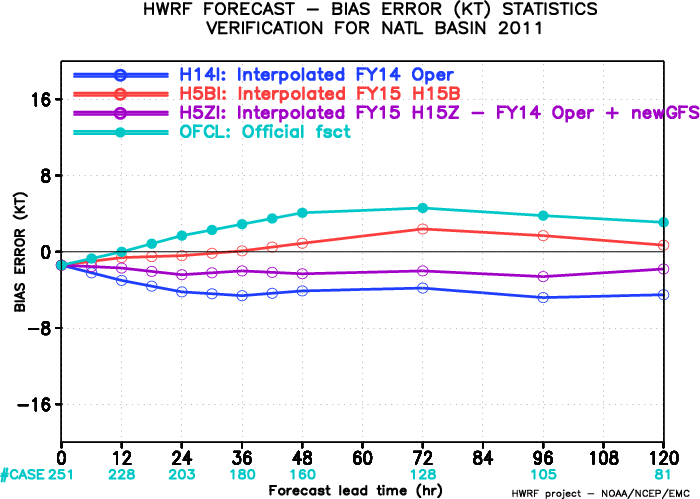 HWRF FORECAST – BIAS ERROR (KT) STATISTICS
VERIFICATION FOR NATL BASIN 2011
H14I: Interpolated FY14 Oper
H5BI: Interpolated FY15 H15B
H5ZI: Interpolated FY15 H15Z – FY14 Oper + newGFS
OFCL: Official fsct
16
8
0
−8
−16
BIAS ERROR (KT)
0 12 24 36 48 60 72 84 96 108 120
#CASE 251 228 203 180 160 128 105 81
Forecast lead time (hr)
HWRF project – NOAA/NCEP/EMC